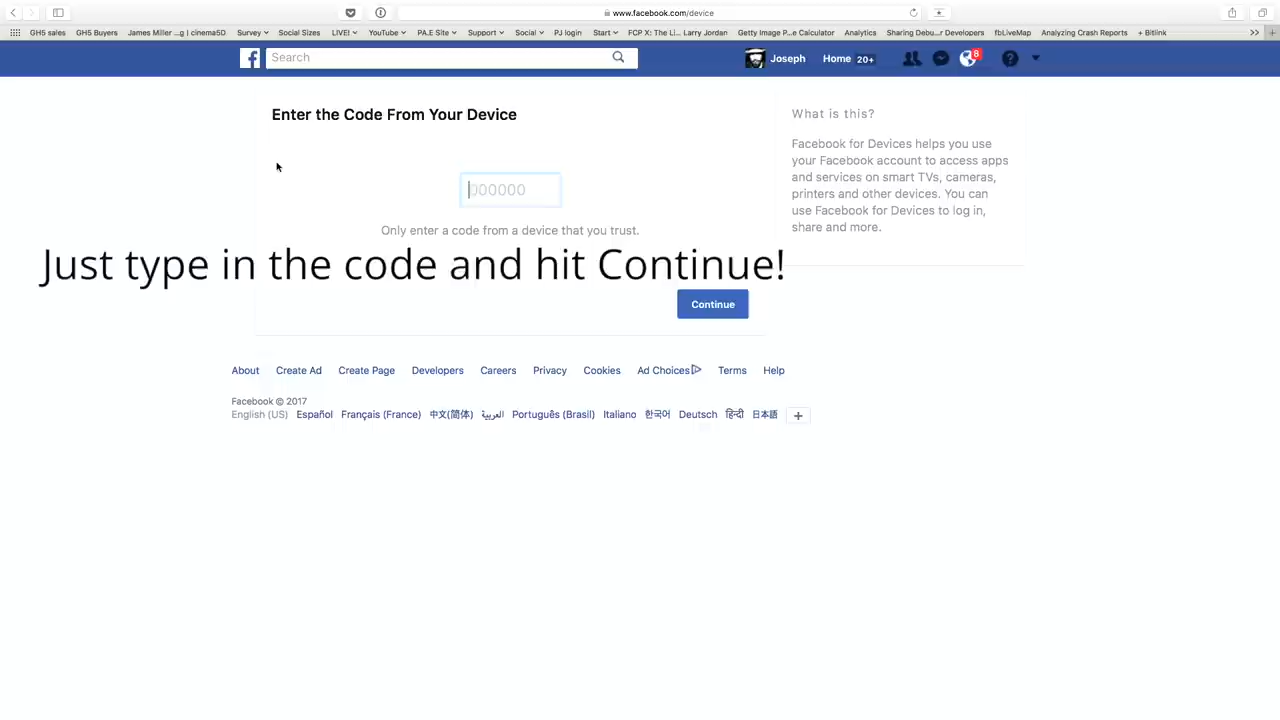 www.facebook.com/device
GH5 sales GH5 Buyers James Miller ...g | cinema5D Survey Social Sizes LIVE! YouTube PA.E Site Support Social PJ login Start FCP X: The Li... Larry Jordan Getty Image P...e Calculator Analytics Sharing Debu...r Developers fbLiveMap Analyzing Crash Reports + Bitlink
Search Joseph Home 20+ 8
Enter the Code From Your Device
What is this?
Facebook for Devices helps you use
your Facebook account to access apps
and services on smart TVs, cameras,
printers and other devices. You can
use Facebook for Devices to log in,
share and more.
000000
Only enter a code from a device that you trust.
Just type in the code and hit Continue!
Continue
About Create Ad Create Page Developers Careers Privacy Cookies Ad Choices Terms Help
Facebook © 2017
English (US) Español Français (France) 中文(简体) العربية Português (Brasil) Italiano 한국어 Deutsch हिन्दी 日本語